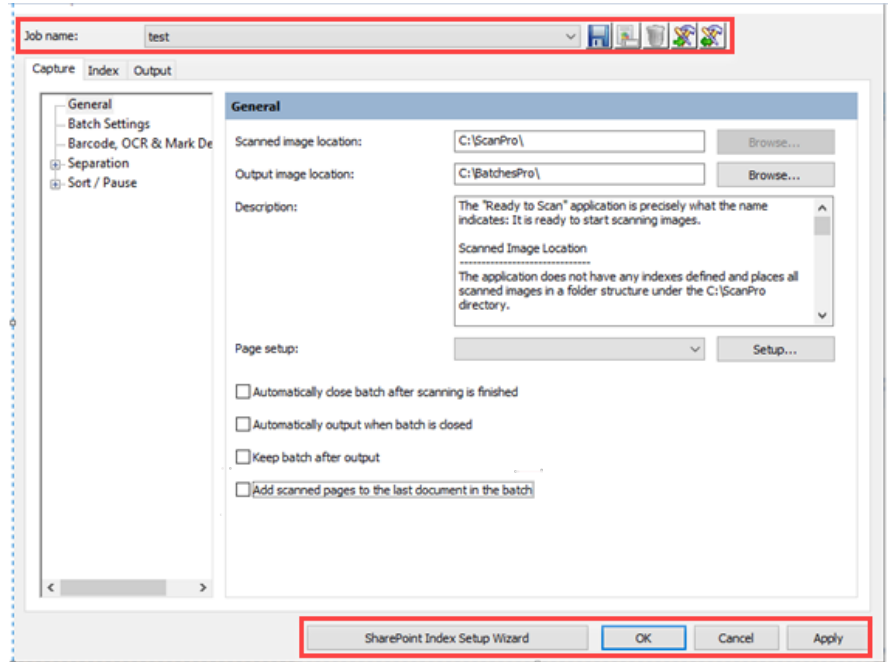 Job name: test
Capture Index Output
General
Batch Settings
Barcode, OCR & Mark De
Separation
Sort / Pause
General
Scanned image location: C:\ScanPro\ Browse...
Output image location: C:\BatchesPro\ Browse...
Description:
The "Ready to Scan" application is precisely what the name
indicates: It is ready to start scanning images.
Scanned Image Location
-------------------------------
The application does not have any indexes defined and places all
scanned images in a folder structure under the C:\ScanPro
directory.
Page setup: Setup...
Automatically close batch after scanning is finished
Automatically output when batch is closed
Keep batch after output
Add scanned pages to the last document in the batch
SharePoint Index Setup Wizard OK Cancel Apply